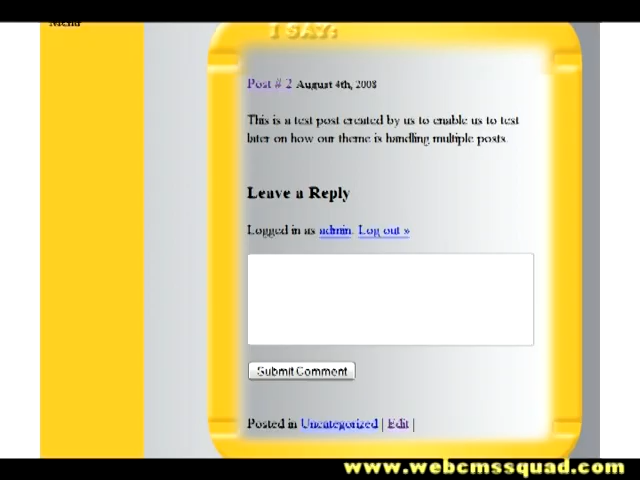 Menu
I SAY:
Post # 2 August 4th, 2008
This is a test post created by us to enable us to test
later on how our theme is handling multiple posts.
Leave a Reply
Logged in as admin. Log out »
Submit Comment
Posted in Uncategorized | Edit |
www.webcmssquad.com